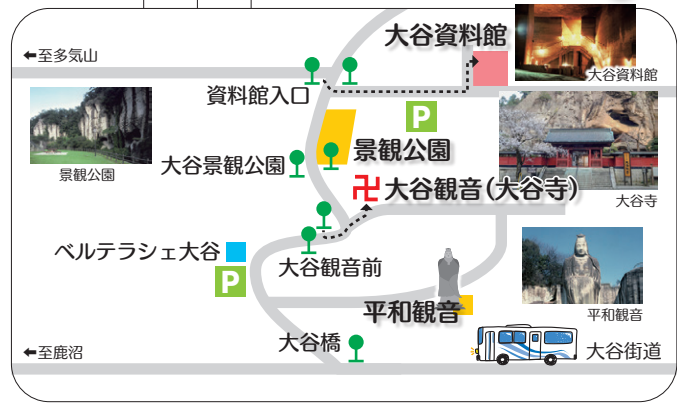 大谷資料館
←至多気山
大谷資料館
資料館入口
P
景観公園
大谷景観公園
景観公園
卍大谷観音(大谷寺)
大谷寺
ベルテラシェ大谷
P
大谷観音前
平和観音
平和観音
大谷橋
←至鹿沼
大谷街道